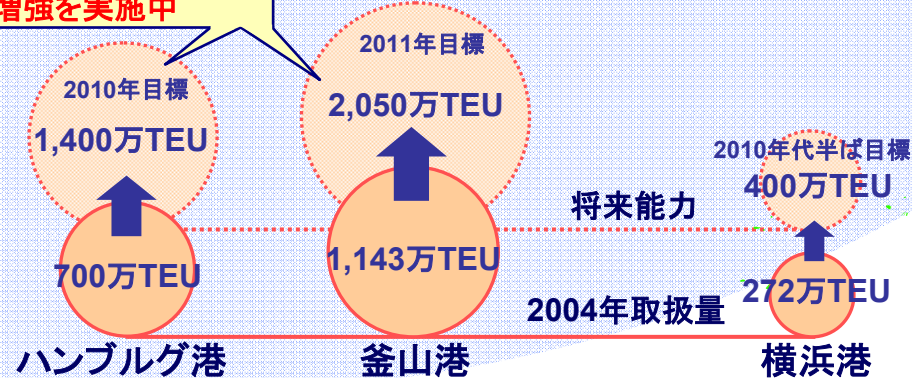 増強を実施中
2010年目標
1,400万TEU
2011年目標
2,050万TEU
2010年代半ば目標
400万TEU
将来能力
700万TEU
1,143万TEU
272万TEU
2004年取扱量
ハンブルグ港
釜山港
横浜港